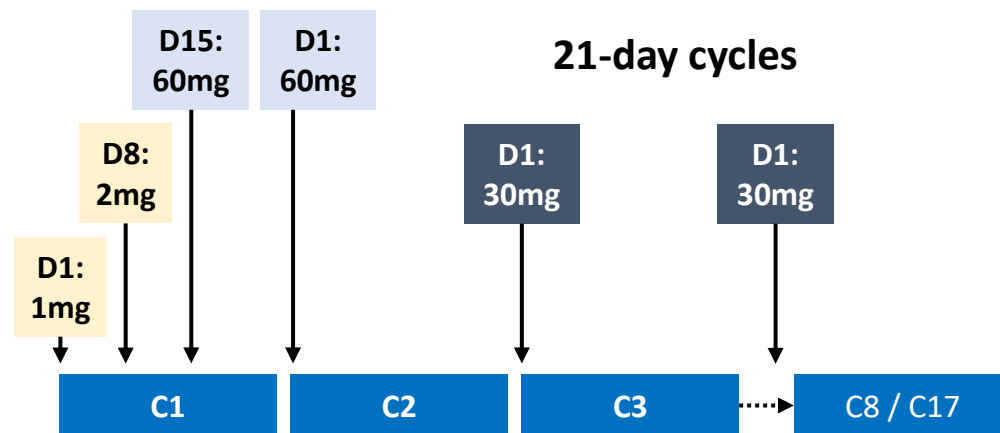 21-day cycles
D1:
1mg
D8:
2mg
D15:
60mg
D1:
60mg
D1:
30mg
D1:
30mg
C1
C2
C3
C8 / C17